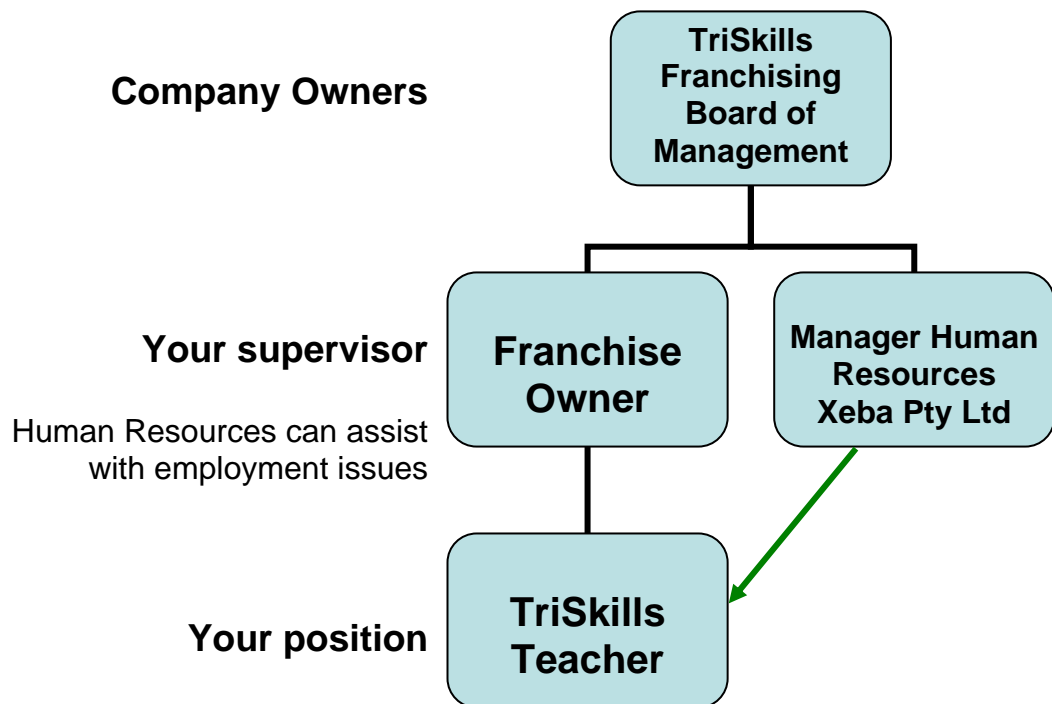 Company Owners
TriSkills
Franchising
Board of
Management
Your supervisor
Human Resources can assist
with employment issues
Franchise
Owner
Manager Human
Resources
Xeba Pty Ltd
Your position
TriSkills
Teacher